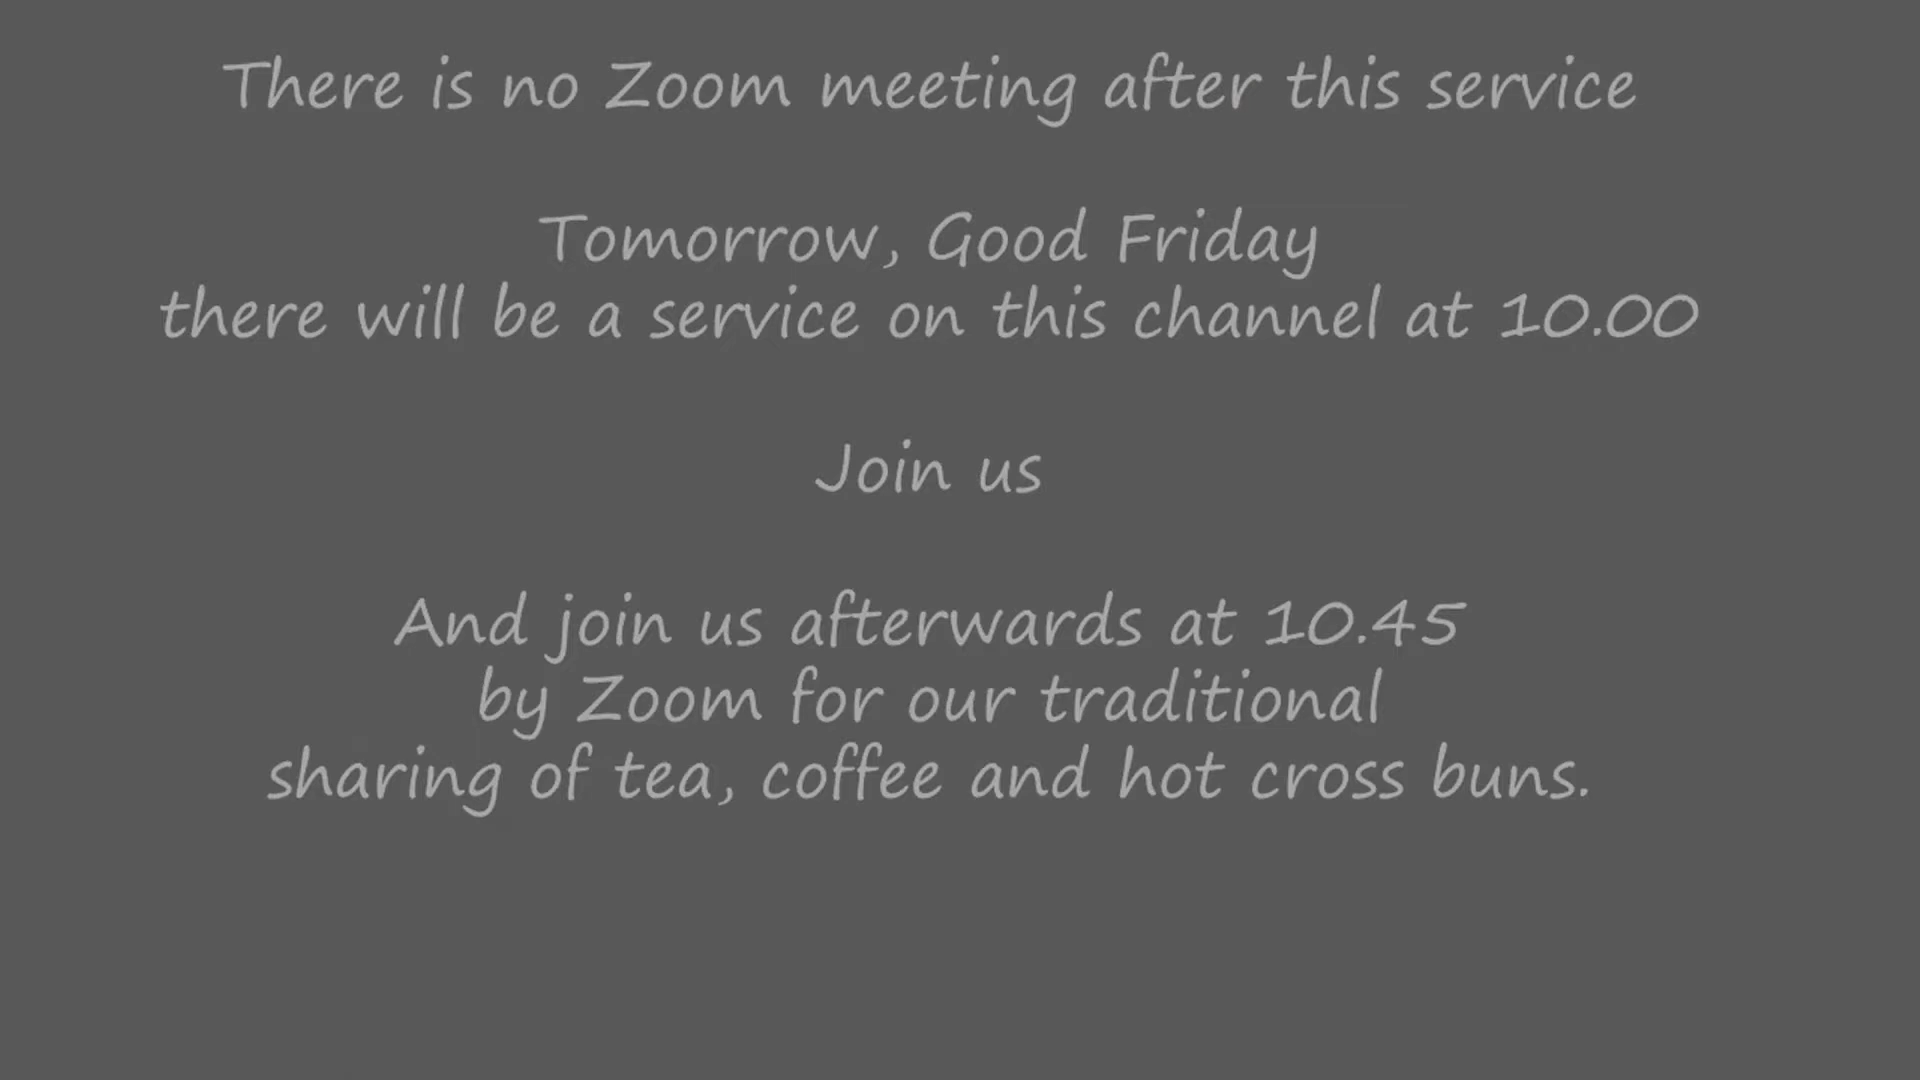 There is no Zoom meeting after this service
Tomorrow, Good Friday
there will be a service on this channel at 10.00
Join us
And join us afterwards at 10.45
by Zoom for our traditional
sharing of tea, coffee and hot cross buns.